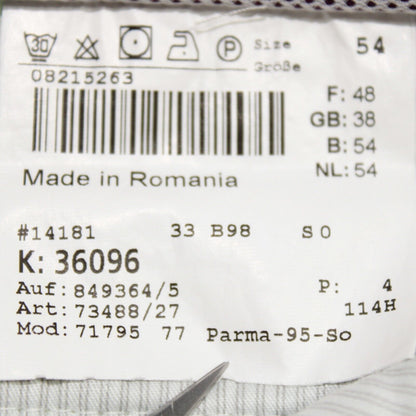 30 P Size 54
Größe
08215263
F: 48
GB: 38
B: 54
NL: 54
Made in Romania
#14181 33 B98 S0
K: 36096
Auf: 849364/5 P: 4
Art: 73488/27 114H
Mod: 71795 77 Parma-95-So